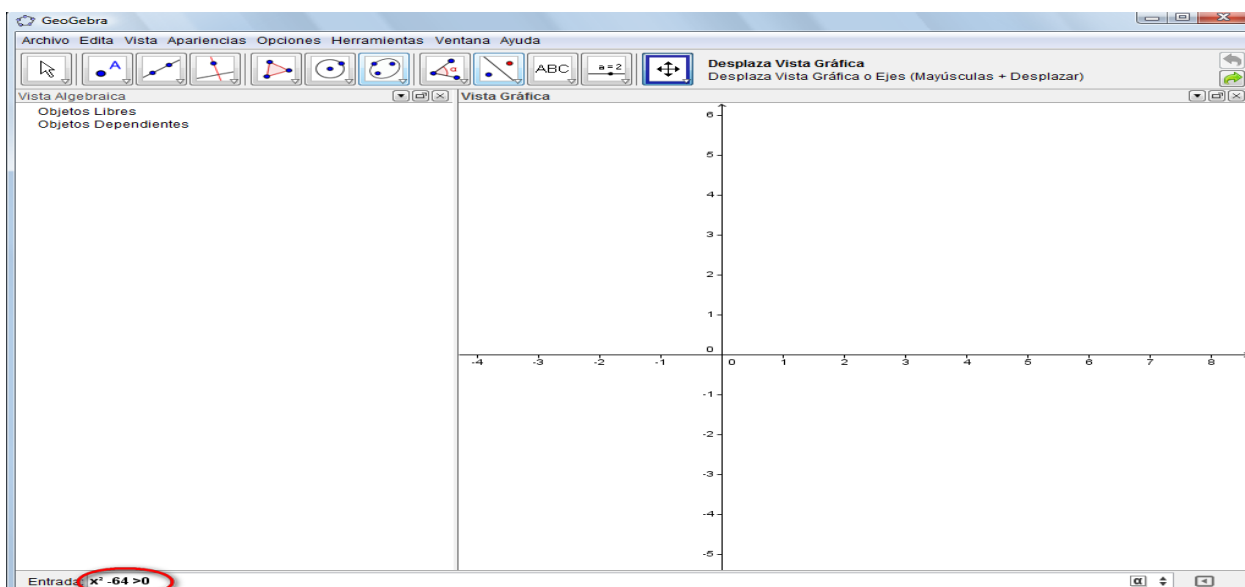 GeoGebra
Archivo Edita Vista Apariencias Opciones Herramientas Ventana Ayuda
A
α
ABC
a=2
Desplaza Vista Gráfica
Desplaza Vista Gráfica o Ejes (Mayúsculas + Desplazar)
Vista Algebraica
Vista Gráfica
Objetos Libres
Objetos Dependientes
6
5
4
3
2
1
0
-4 -3 -2 -1 0 1 2 3 4 5 6 7 8
-1
-2
-3
-4
-5
Entrada: x² -64 >0
α